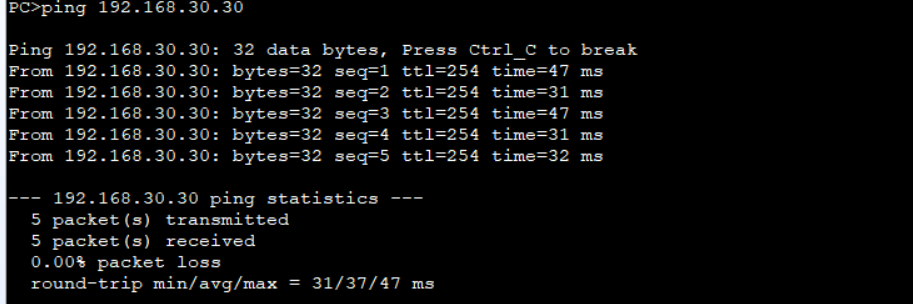 PC>ping 192.168.30.30
Ping 192.168.30.30: 32 data bytes, Press Ctrl_C to break
From 192.168.30.30: bytes=32 seq=1 ttl=254 time=47 ms
From 192.168.30.30: bytes=32 seq=2 ttl=254 time=31 ms
From 192.168.30.30: bytes=32 seq=3 ttl=254 time=47 ms
From 192.168.30.30: bytes=32 seq=4 ttl=254 time=31 ms
From 192.168.30.30: bytes=32 seq=5 ttl=254 time=32 ms
--- 192.168.30.30 ping statistics ---
5 packet(s) transmitted
5 packet(s) received
0.00% packet loss
round-trip min/avg/max = 31/37/47 ms